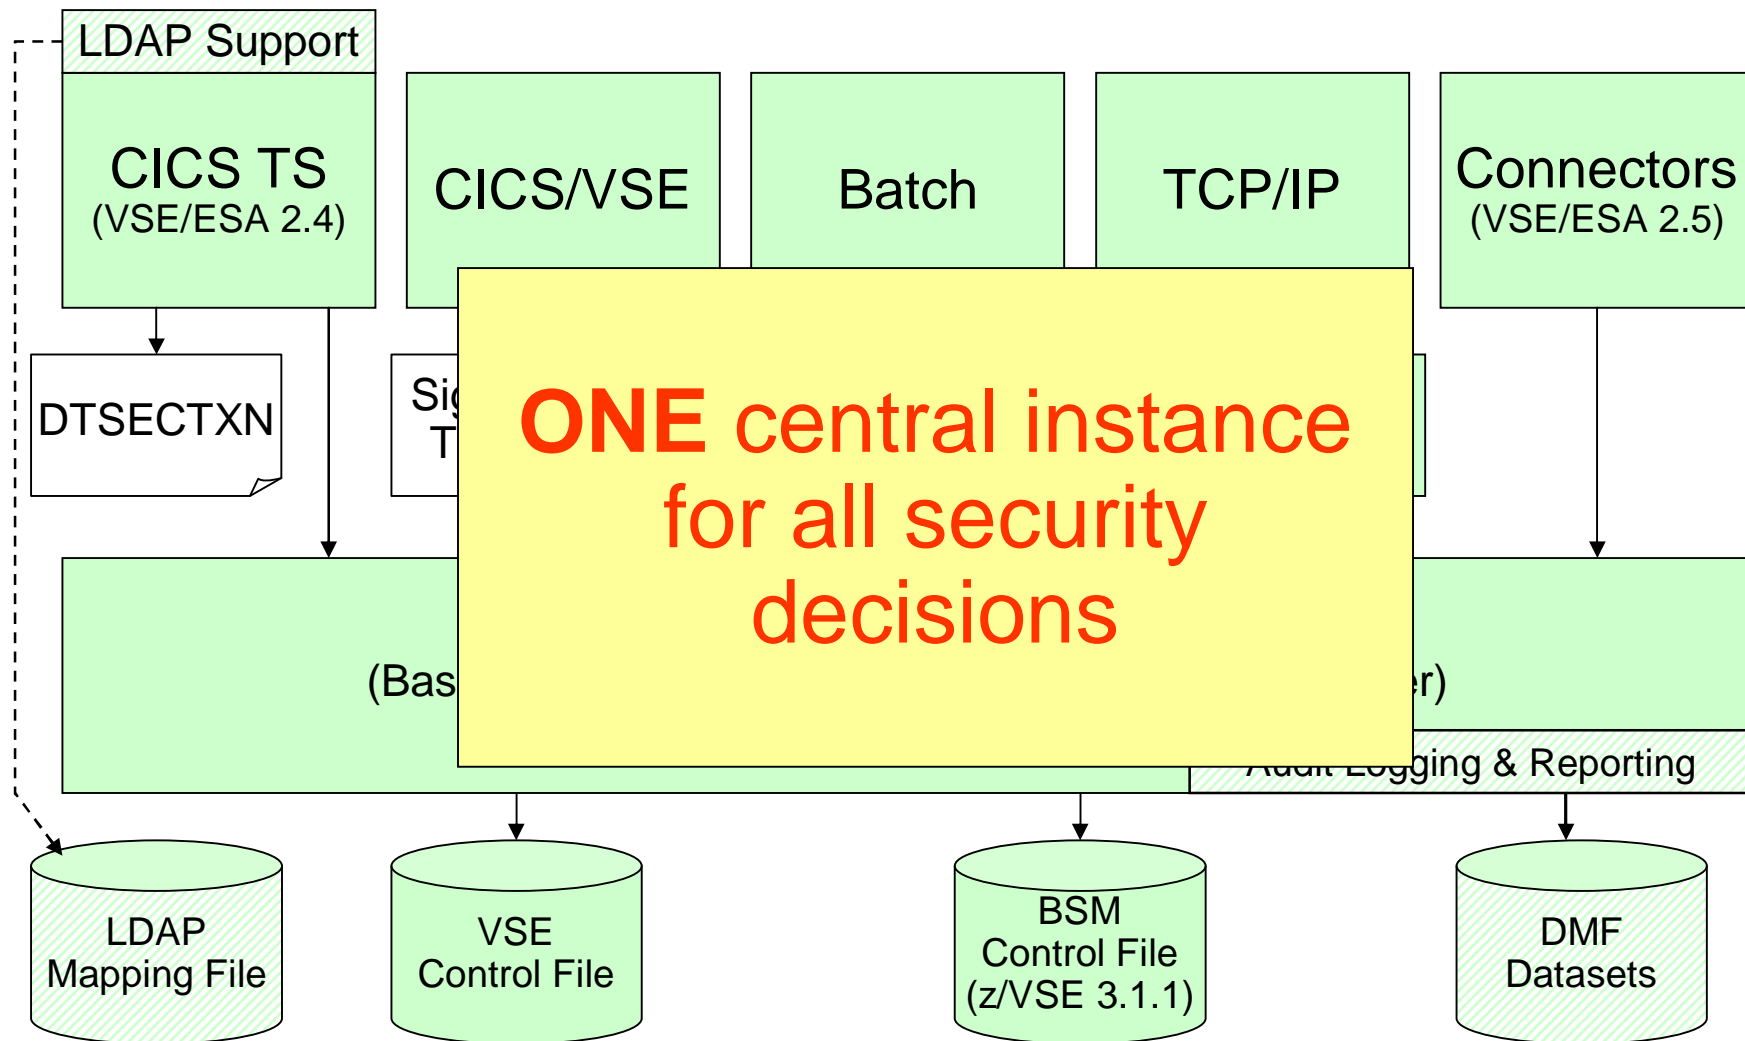 LDAP Support
CICS TS
(VSE/ESA 2.4)
CICS/VSE
Batch
TCP/IP
Connectors
(VSE/ESA 2.5)
DTSECTXN
ONE central instance
for all security
decisions
Audit Logging & Reporting
LDAP
Mapping File
VSE
Control File
BSM
Control File
(z/VSE 3.1.1)
DMF
Datasets